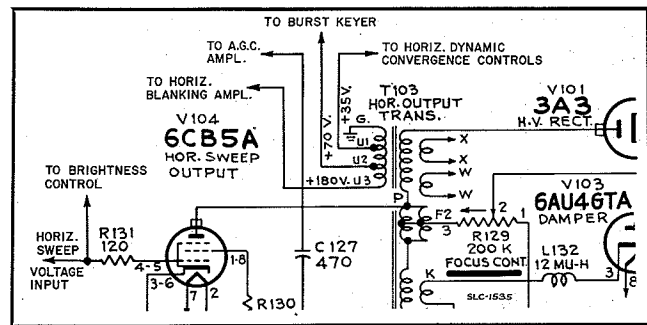 TO BURST KEYER
TO A.G.C.
AMPL.
TO HORIZ. DYNAMIC
CONVERGENCE CONTROLS
TO HORIZ.
BLANKING AMPL.
+70 V.
+35V.
T103
HOR. OUTPUT
TRANS.
G.
U1
U2
+180V. U3
V101
3A3
H.V. RECT.
V104
6CB5A
HOR. SWEEP
OUTPUT
X
X
W
W
TO BRIGHTNESS
CONTROL
P
F2
3
2
1
V103
6AU4GTA
DAMPER
R131
120
HORIZ.
SWEEP
VOLTAGE
INPUT
4-5
3-6
1-8
7
2
C 127
470
R129
200 K
FOCUS CONT.
L132
12 MU-H
3
8
K
R130
SLC-1535